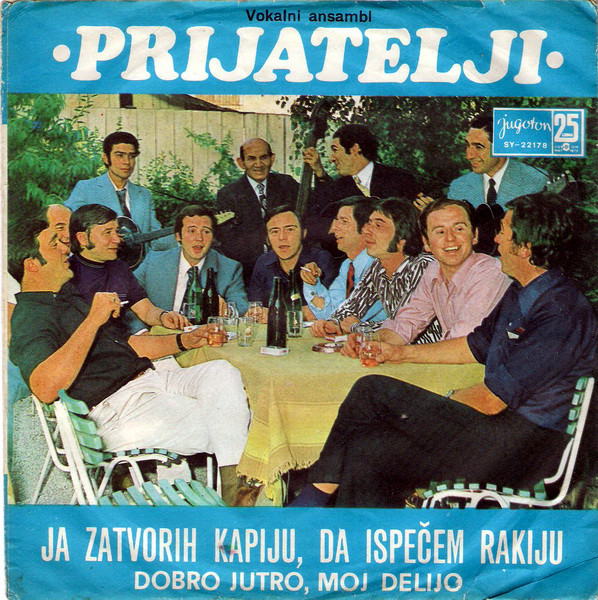 Vokalni ansambl
•PRIJATELJI•
jugoton 25
SY-22178
JA ZATVORIH KAPIJU, DA ISPEČEM RAKIJU
DOBRO JUTRO, MOJ DELIJO